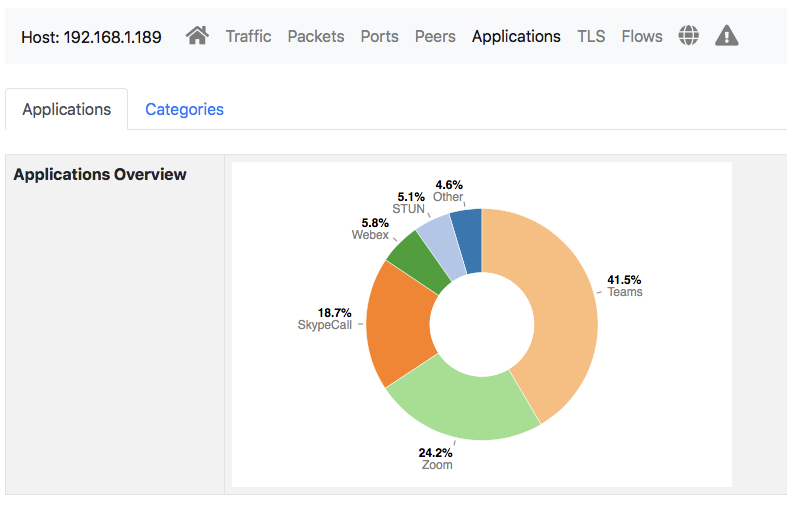 Host: 192.168.1.189 Traffic Packets Ports Peers Applications TLS Flows
Applications Categories
Applications Overview
4.6%
Other
5.1%
STUN
5.8%
Webex
41.5%
Teams
18.7%
SkypeCall
24.2%
Zoom